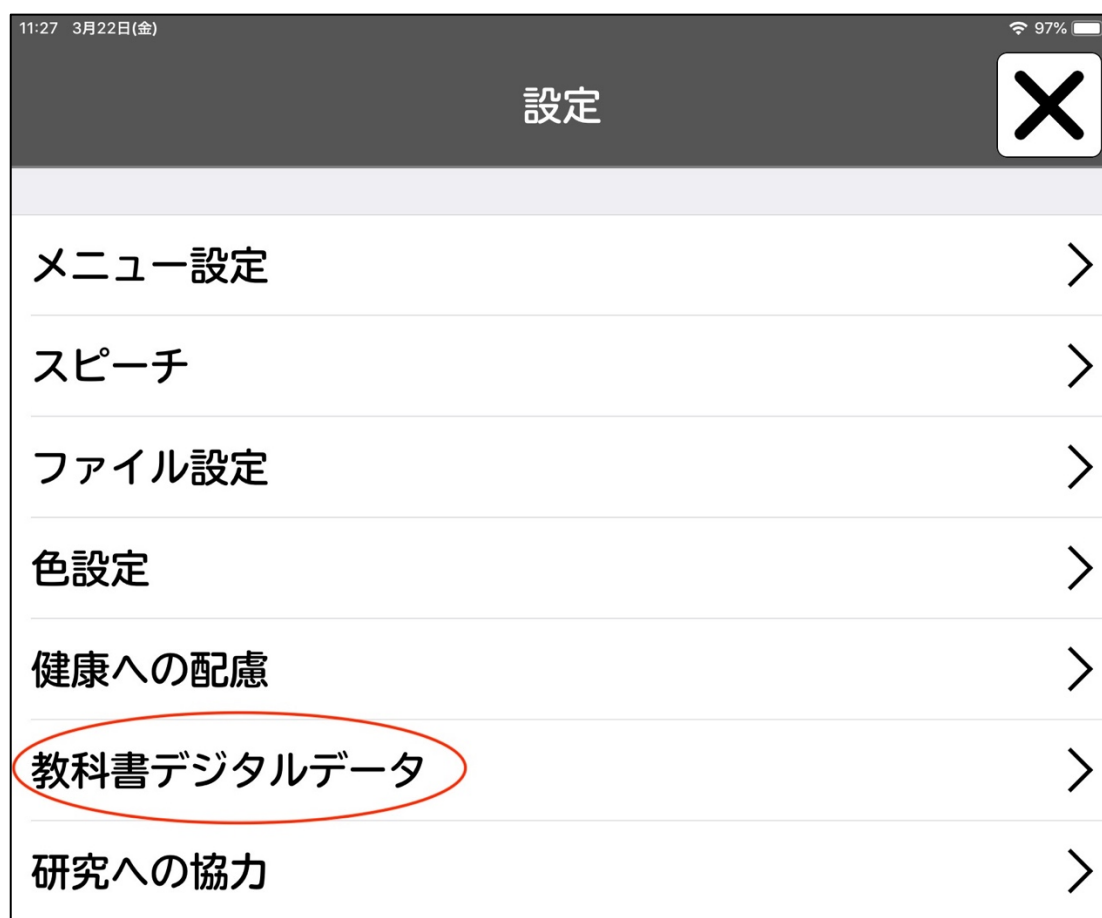 11:27 3月22日(金) 97%
設定
メニュー設定
スピーチ
ファイル設定
色設定
健康への配慮
教科書デジタルデータ
研究への協力